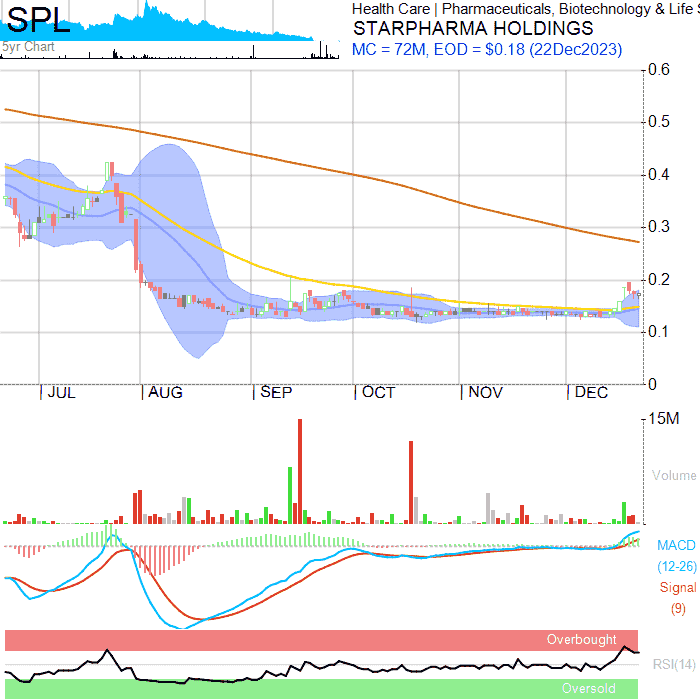 SPL
5yr Chart
Health Care | Pharmaceuticals, Biotechnology & Life S
STARPHARMA HOLDINGS
MC = 72M, EOD = $0.18 (22Dec2023)
0.6
0.5
0.4
0.3
0.2
0.1
0
JUL AUG SEP OCT NOV DEC
15M
Volume
MACD
(12-26)
Signal
(9)
Overbought
RSI(14)
Oversold